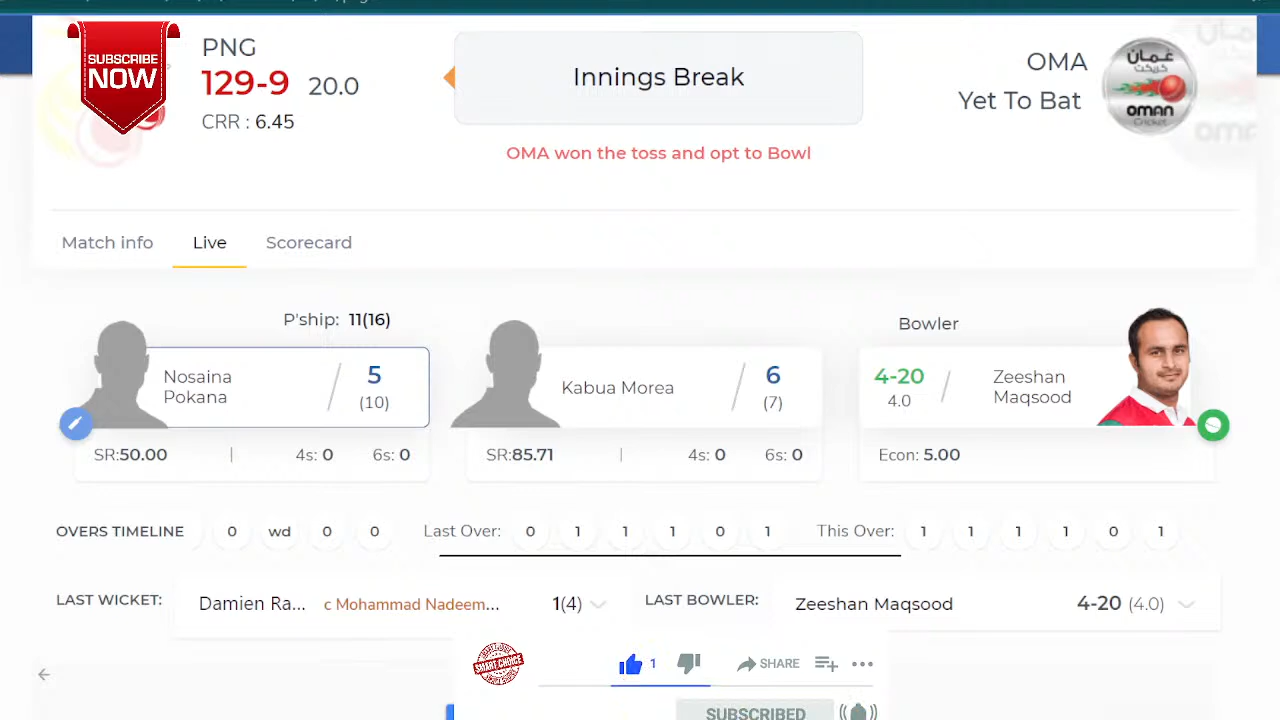 SUBSCRIBE
NOW
PNG
129-9 20.0
CRR : 6.45
Innings Break
OMA won the toss and opt to Bowl
OMA
Yet To Bat
عمان
كريكت
OMAN
Cricket
Match info Live Scorecard
P'ship: 11(16)
Nosaina
Pokana
5
(10)
SR:50.00 | 4s: 0 6s: 0
Kabua Morea
6
(7)
SR:85.71 | 4s: 0 6s: 0
Bowler
4-20
4.0
Zeeshan
Maqsood
Econ: 5.00
OVERS TIMELINE 0 wd 0 0 Last Over: 0 1 1 1 0 1 This Over: 1 1 1 1 0 1
LAST WICKET: Damien Ra... c Mohammad Nadeem... 1(4) LAST BOWLER: Zeeshan Maqsood 4-20 (4.0)
SMART CHOICE
1 SHARE
SUBSCRIBED